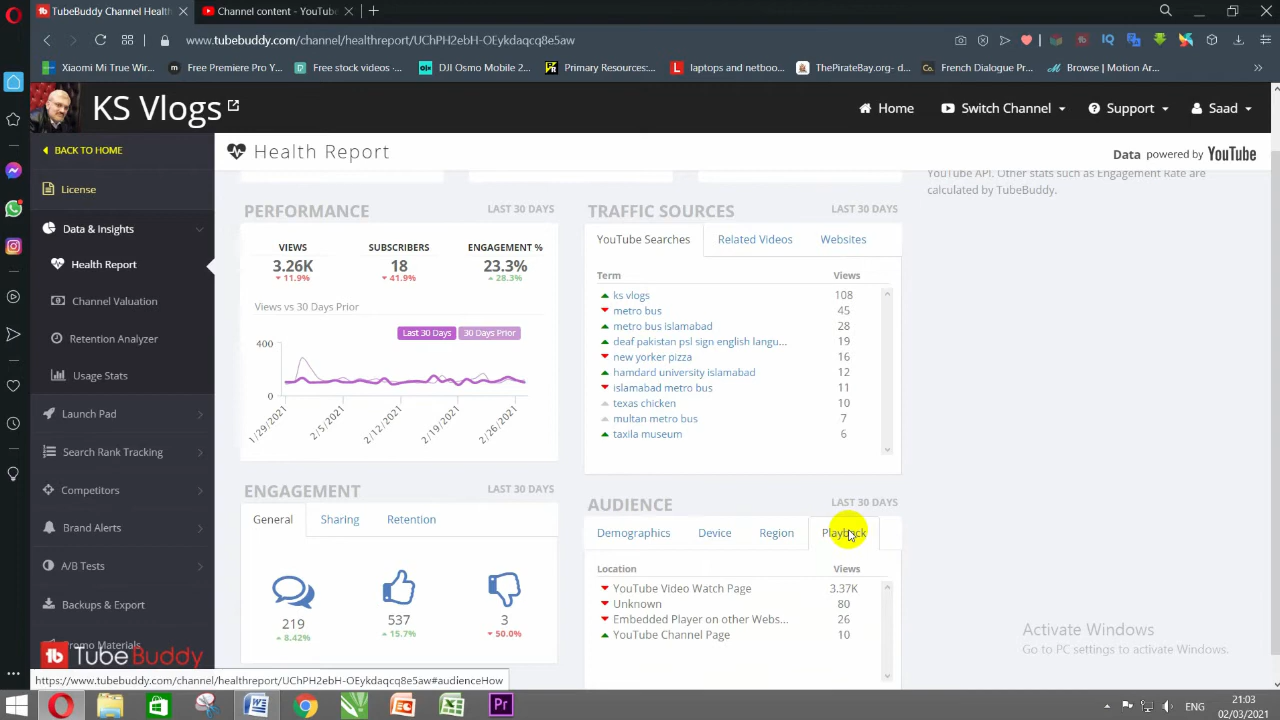 TubeBuddy Channel Health
Channel content - YouTube
www.tubebuddy.com/channel/healthreport/UChPH2ebH-OEykdaqcq8e5aw
IQ
Xiaomi Mi True Wir...
Free Premiere Pro Y...
Free stock videos ...
DJI Osmo Mobile 2...
Primary Resources:...
laptops and netboo...
ThePirateBay.org- d...
French Dialogue Pr...
Browse | Motion Ar...
KS Vlogs
Home
Switch Channel
Support
Saad
BACK TO HOME
Health Report
Data powered by YouTube
License
Data & Insights
Health Report
Channel Valuation
Retention Analyzer
Usage Stats
Launch Pad
Search Rank Tracking
Competitors
Brand Alerts
A/B Tests
Backups & Export
Promo Materials
TubeBuddy
YouTube API. Other stats such as Engagement Rate are
calculated by TubeBuddy.
PERFORMANCE LAST 30 DAYS
VIEWS SUBSCRIBERS ENGAGEMENT %
3.26K 18 23.3%
11.9% 41.9% 28.3%
Views vs 30 Days Prior
Last 30 Days 30 Days Prior
400
0
1/29/2021 2/5/2021 2/12/2021 2/19/2021 2/26/2021
TRAFFIC SOURCES LAST 30 DAYS
YouTube Searches Related Videos Websites
Term Views
ks vlogs 108
metro bus 45
metro bus islamabad 28
deaf pakistan psl sign english langu... 19
new yorker pizza 16
hamdard university islamabad 12
islamabad metro bus 11
texas chicken 10
multan metro bus 7
taxila museum 6
ENGAGEMENT LAST 30 DAYS
General Sharing Retention
219 537 3
8.42% 15.7% 50.0%
AUDIENCE LAST 30 DAYS
Demographics Device Region Playback
Location Views
YouTube Video Watch Page 3.37K
Unknown 80
Embedded Player on other Webs... 26
YouTube Channel Page 10
Activate Windows
Go to PC settings to activate Windows.
https://www.tubebuddy.com/channel/healthreport/UChPH2ebH-OEykdaqcq8e5aw#audienceHow
Pr
ENG
21:03
02/03/2021